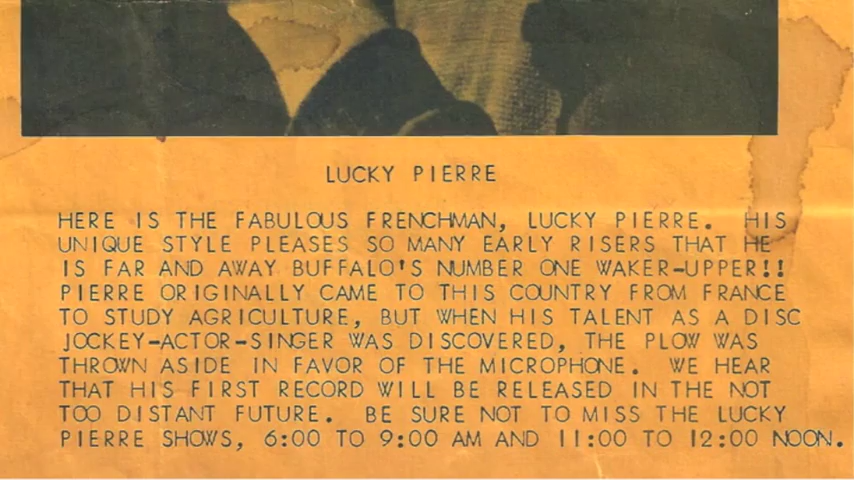 LUCKY PIERRE
HERE IS THE FABULOUS FRENCHMAN, LUCKY PIERRE. HIS
UNIQUE STYLE PLEASES SO MANY EARLY RISERS THAT HE
IS FAR AND AWAY BUFFALO'S NUMBER ONE WAKER-UPPER!!
PIERRE ORIGINALLY CAME TO THIS COUNTRY FROM FRANCE
TO STUDY AGRICULTURE, BUT WHEN HIS TALENT AS A DISC
JOCKEY-ACTOR-SINGER WAS DISCOVERED, THE PLOW WAS
THROWN ASIDE IN FAVOR OF THE MICROPHONE. WE HEAR
THAT HIS FIRST RECORD WILL BE RELEASED IN THE NOT
TOO DISTANT FUTURE. BE SURE NOT TO MISS THE LUCKY
PIERRE SHOWS, 6:00 TO 9:00 AM AND 11:00 TO 12:00 NOON.